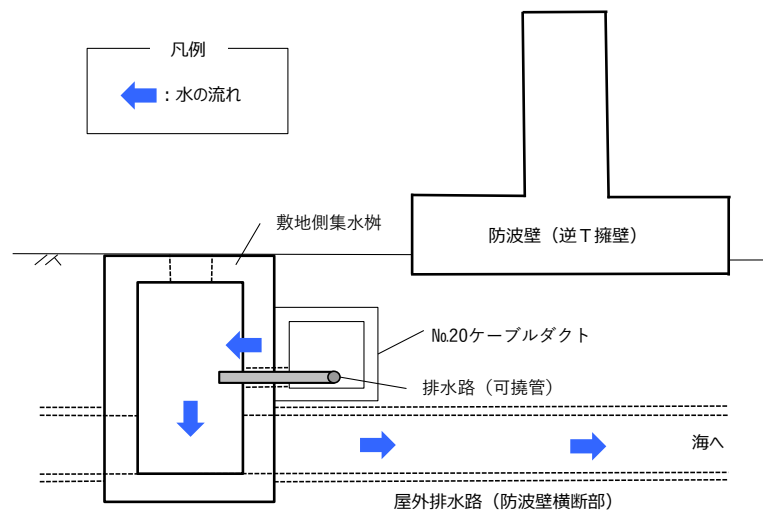 凡例
：水の流れ
敷地側集水桝
防波壁（逆Ｔ擁壁）
№20ケーブルダクト
排水路（可撓管）
海へ
屋外排水路（防波壁横断部）